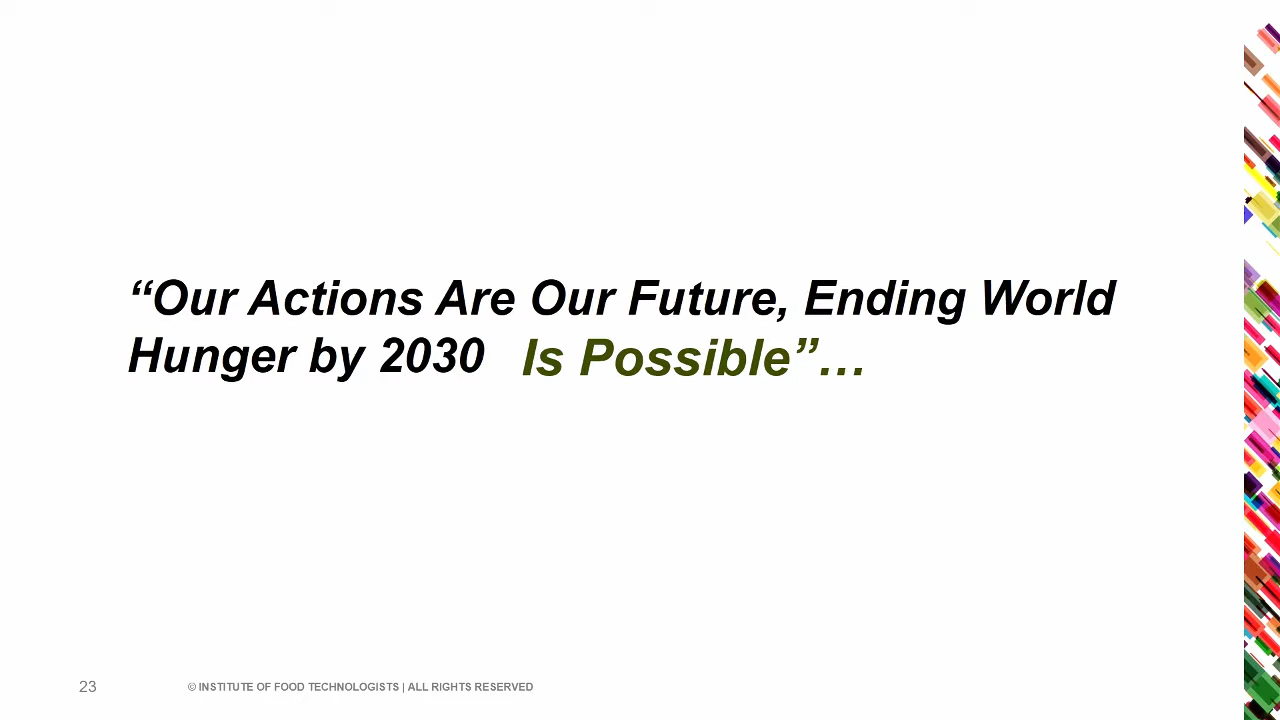 “Our Actions Are Our Future, Ending World
Hunger by 2030 Is Possible”…
23 © INSTITUTE OF FOOD TECHNOLOGISTS | ALL RIGHTS RESERVED